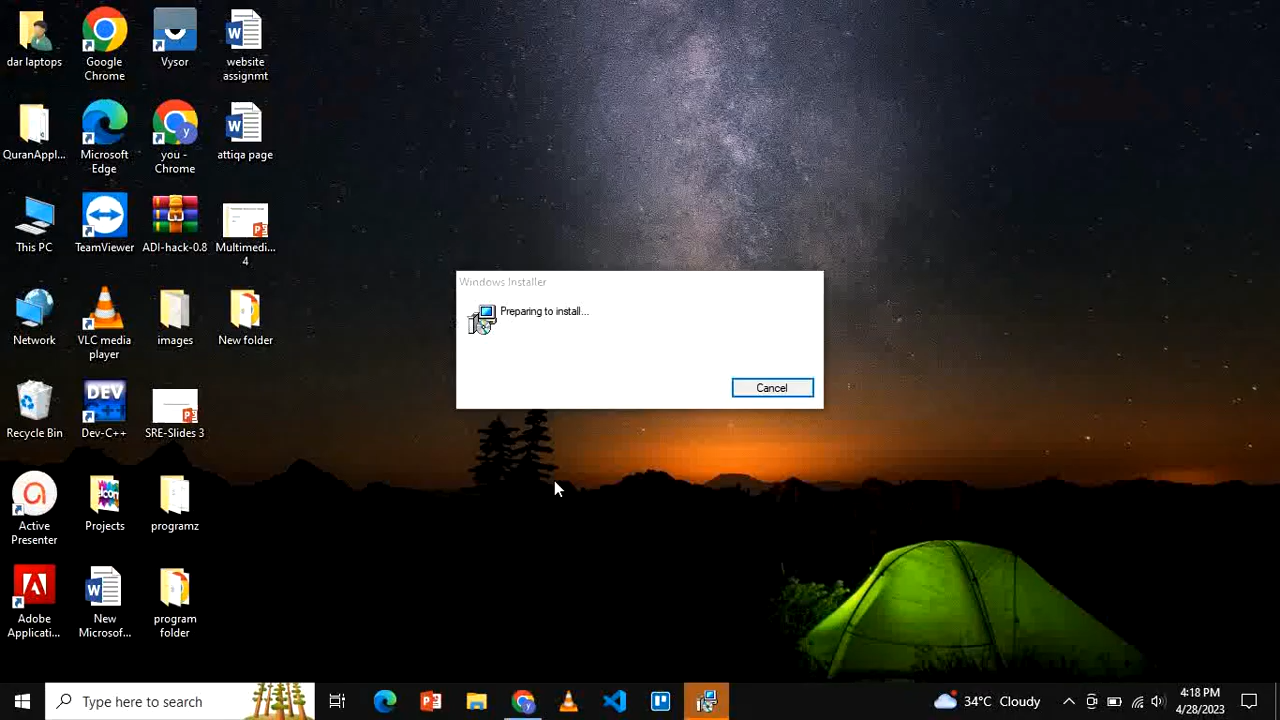 dar laptops
Google
Chrome
Vysor
website
assignmt
QuranAppl...
Microsoft
Edge
you -
Chrome
attiqa page
This PC
TeamViewer
ADI-hack-0.8
Multimedi...
4
Network
VLC media
player
images
New folder
Recycle Bin
DEV
Dev-C++
SRE-Slides 3
Active
Presenter
Projects
programz
Adobe
Applicati...
New
Microsof...
program
folder
Windows Installer
Preparing to install...
Cancel
Type here to search
34°C Cloudy
4:18 PM
4/28/2023